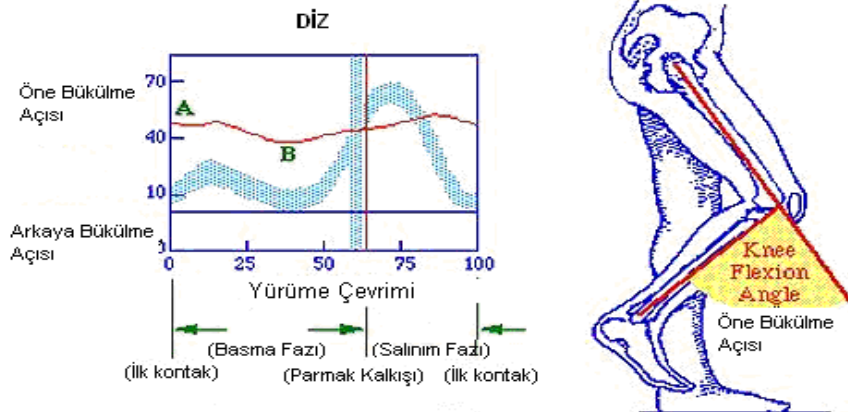 DİZ
Öne Bükülme
Açısı
70
40
10
A
B
Arkaya Bükülme
Açısı
0
25
50
75
100
Yürüme Çevrimi
(Basma Fazı)
(Salınım Fazı)
(İlk kontak)
(Parmak Kalkışı)
(İlk kontak)
Knee
Flexion
Angle
Öne Bükülme
Açısı